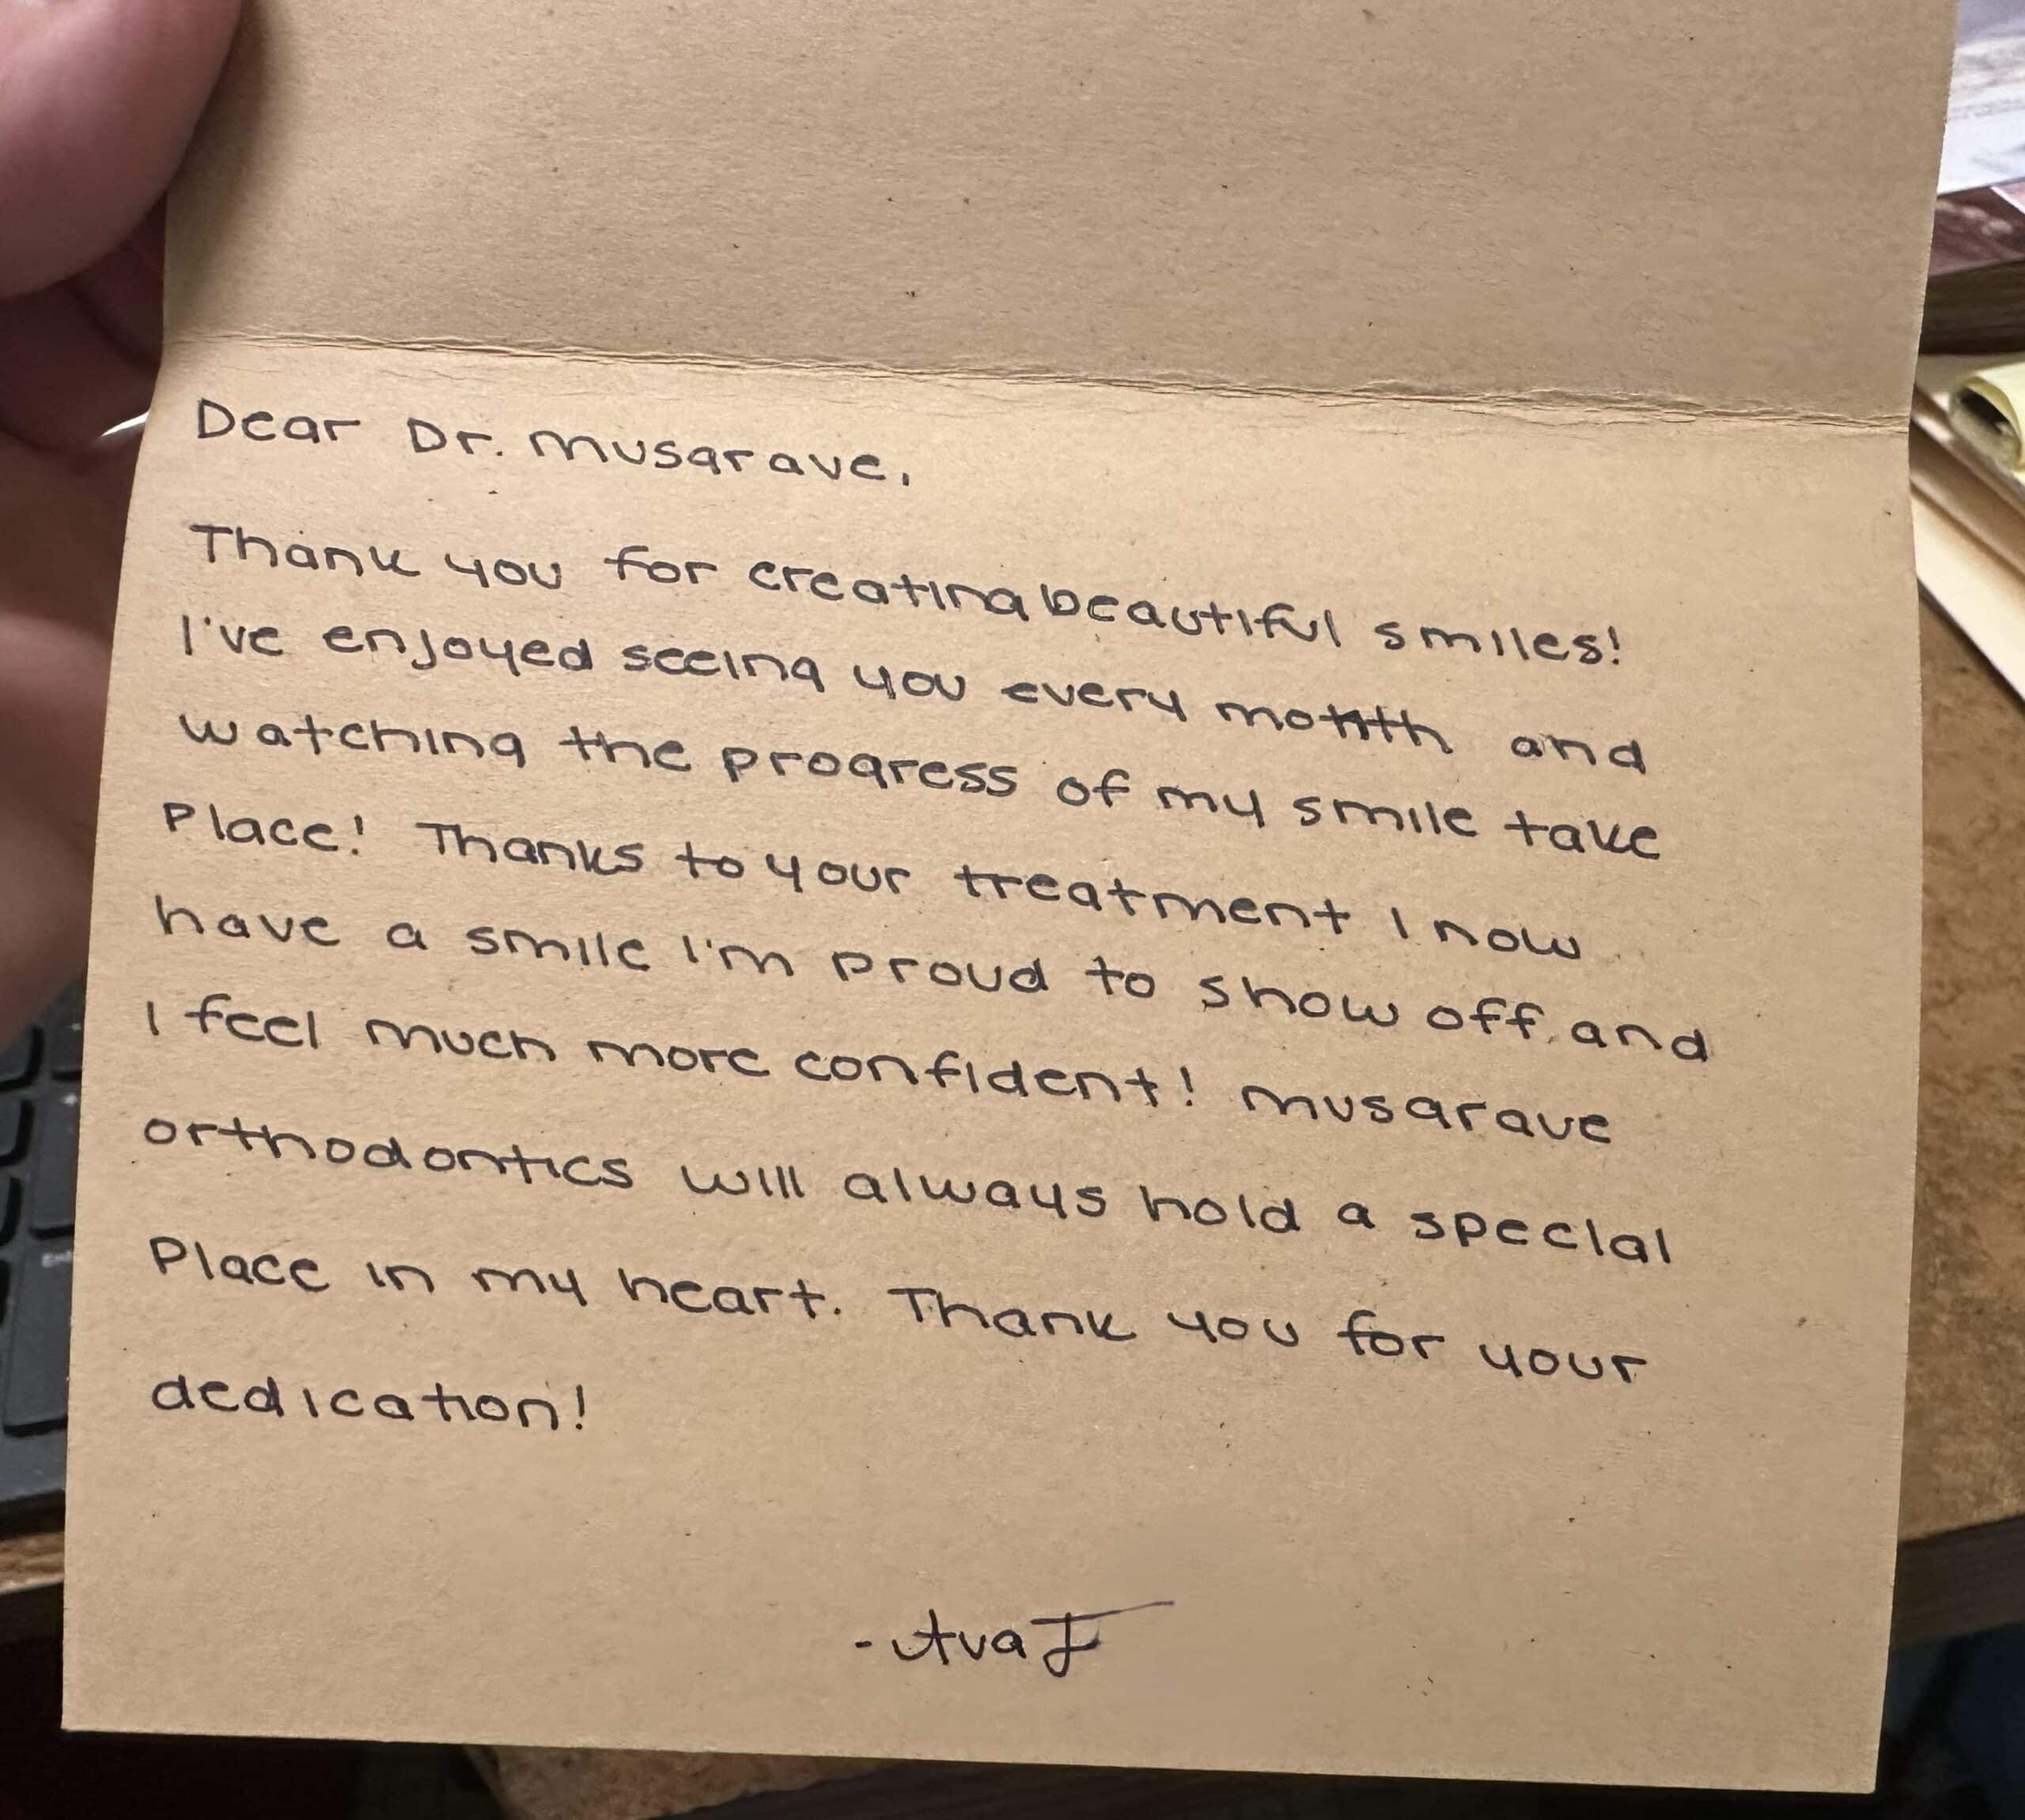 Dear Dr. Musgrave,
Thank you for creating beautiful smiles!
I've enjoyed seeing you every month and
watching the progress of my smile take
Place! Thanks to your treatment I now
have a smile I'm proud to show off, and
I feel much more confident! Musgrave
orthodontics will always hold a special
Place in my heart. Thank you for your
dedication!
- Ava J